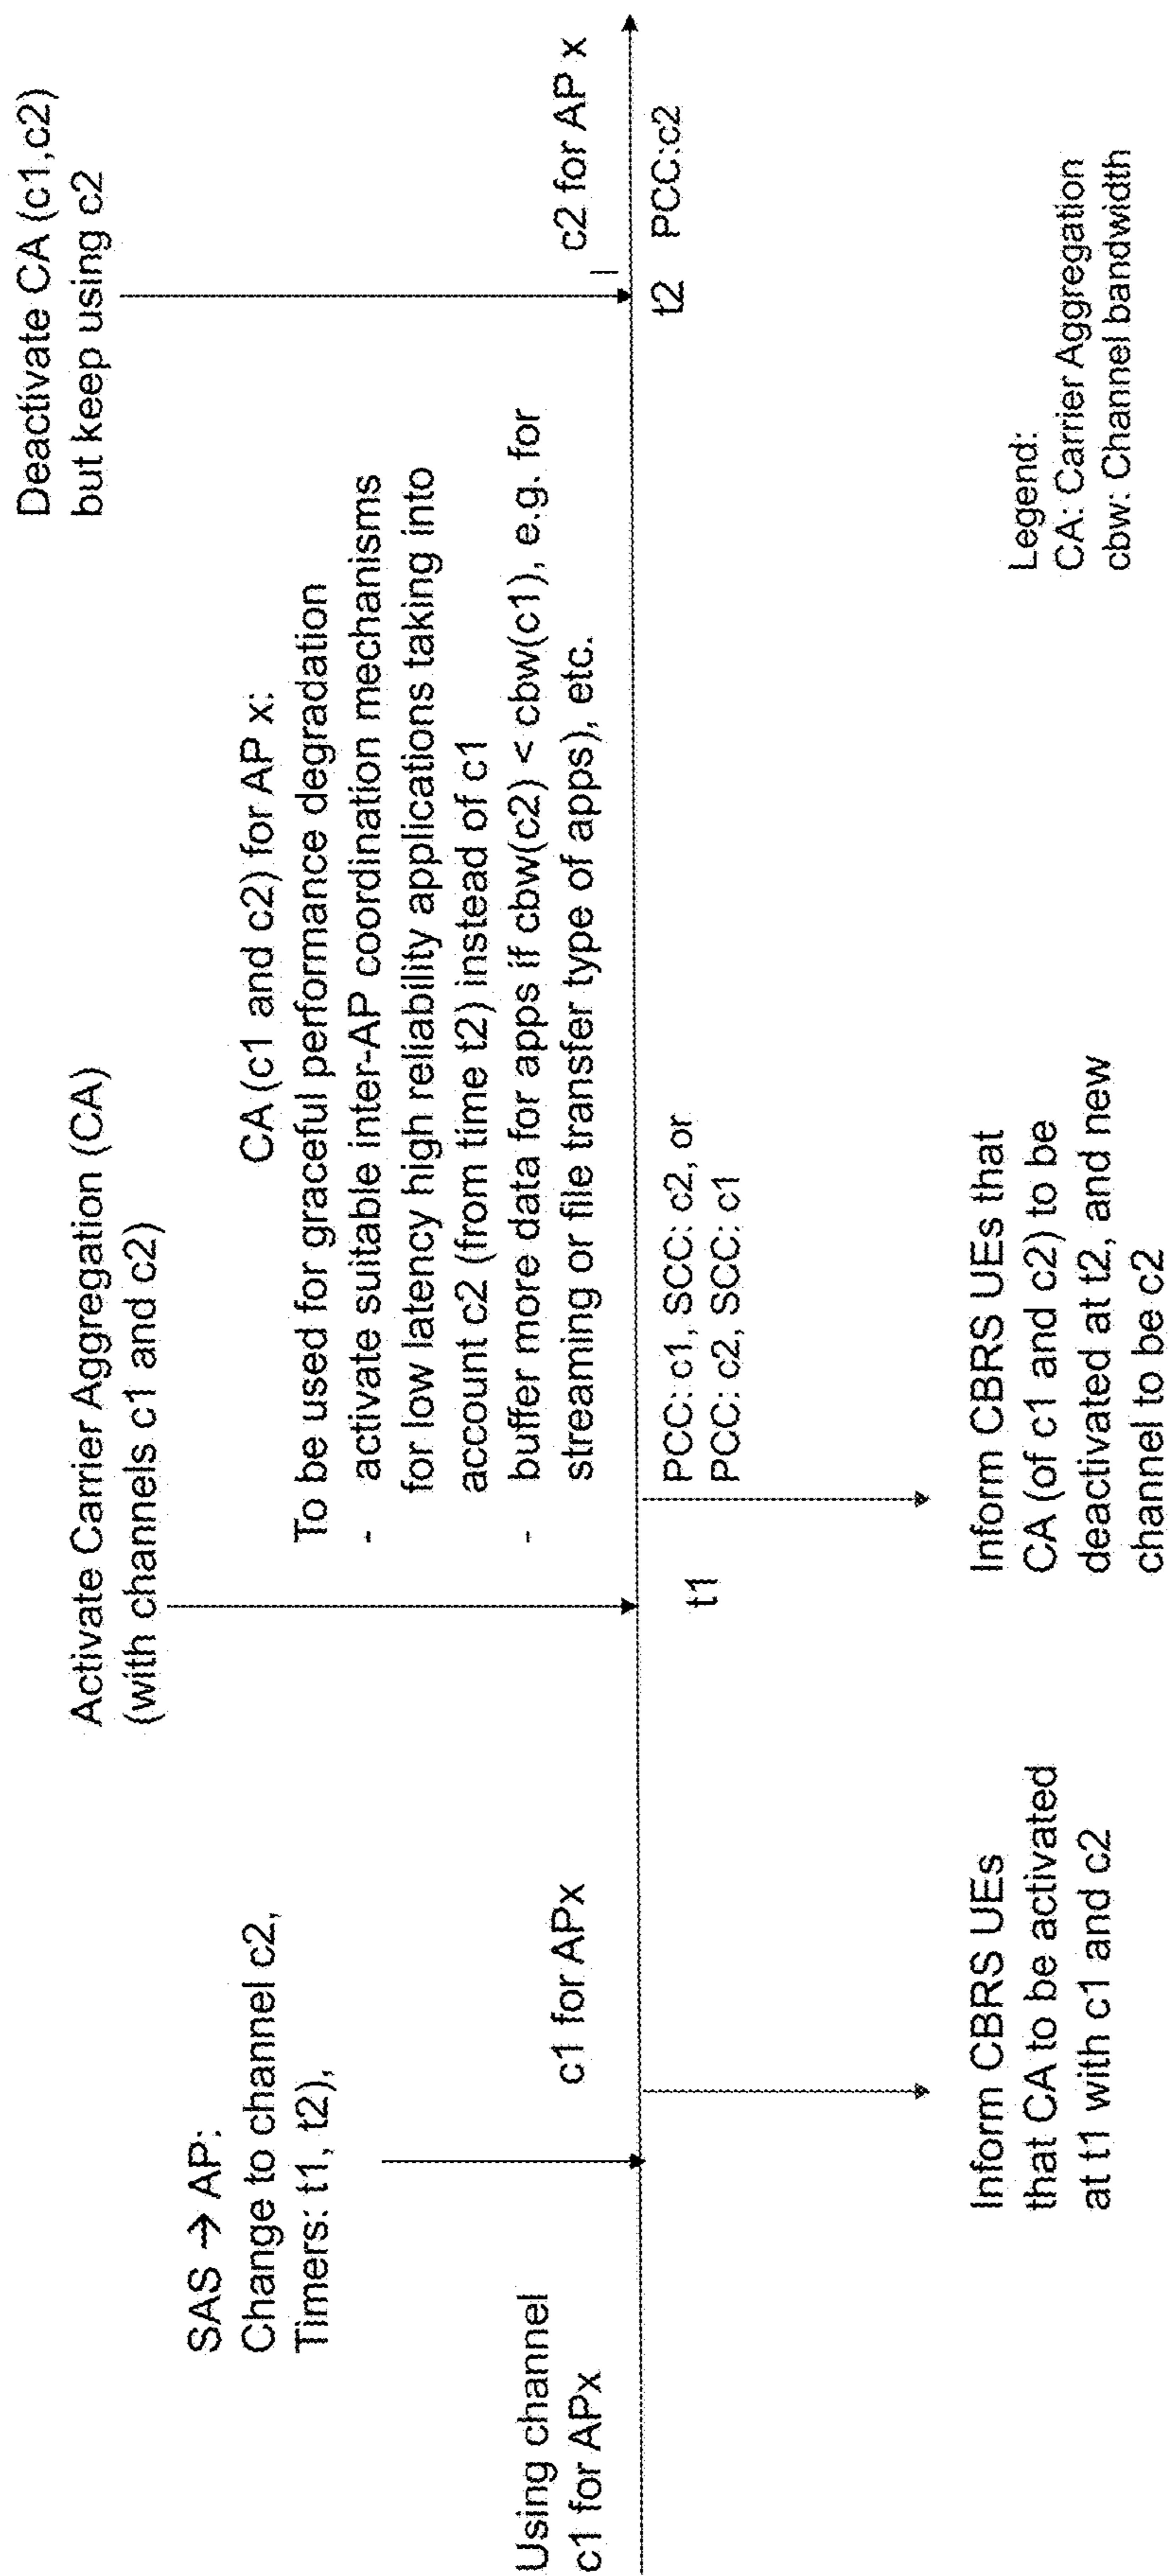 Using channel
c1 for APx
SAS → AP:
Change to channel c2,
Timers: t1, t2),
c1 for APx
Inform CBRS UEs
that CA to be activated
at t1 with c1 and c2
Activate Carrier Aggregation (CA)
(with channels c1 and c2)
t1
CA (c1 and c2) for AP x:
To be used for graceful performance degradation
- activate suitable inter-AP coordination mechanisms
for low latency high reliability applications taking into
account c2 (from time t2) instead of c1
- buffer more data for apps if cbw(c2) < cbw(c1), e.g. for
streaming or file transfer type of apps), etc.
PCC: c1, SCC: c2, or
PCC: c2, SCC: c1
Inform CBRS UEs that
CA (of c1 and c2) to be
deactivated at t2, and new
channel to be c2
Deactivate CA (c1,c2)
but keep using c2
c2 for AP x
t2 PCC:c2
Legend:
CA: Carrier Aggregation
cbw: Channel bandwidth